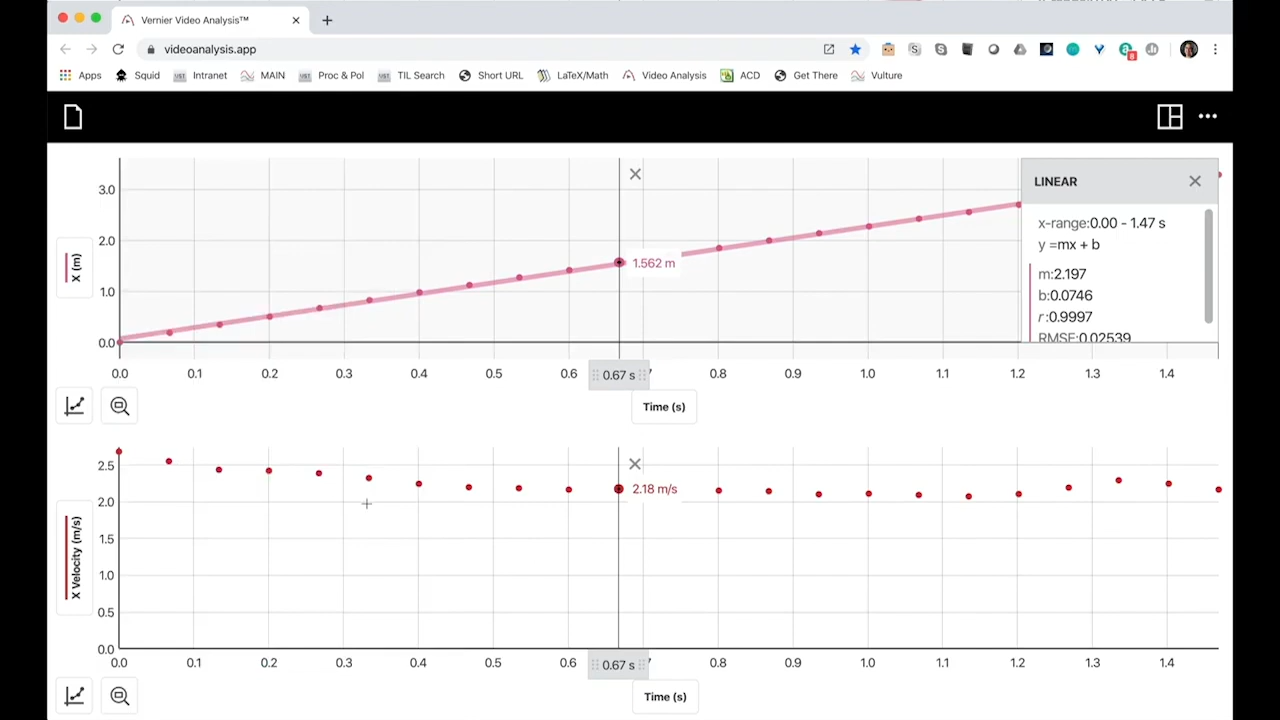 Vernier Video Analysis™
videoanalysis.app
8
Apps Squid Intranet MAIN Proc & Pol TIL Search Short URL LaTeX/Math Video Analysis ACD Get There Vulture
X (m)
3.0
2.0
1.0
0.0
1.562 m
LINEAR
x-range:0.00 - 1.47 s
y =mx + b
m:2.197
b:0.0746
r:0.9997
RMSE:0.02539
0.0 0.1 0.2 0.3 0.4 0.5 0.6 0.67 s 0.8 0.9 1.0 1.1 1.2 1.3 1.4
Time (s)
X Velocity (m/s)
2.5
2.0
1.5
1.0
0.5
0.0
2.18 m/s
0.0 0.1 0.2 0.3 0.4 0.5 0.6 0.67 s 0.8 0.9 1.0 1.1 1.2 1.3 1.4
Time (s)